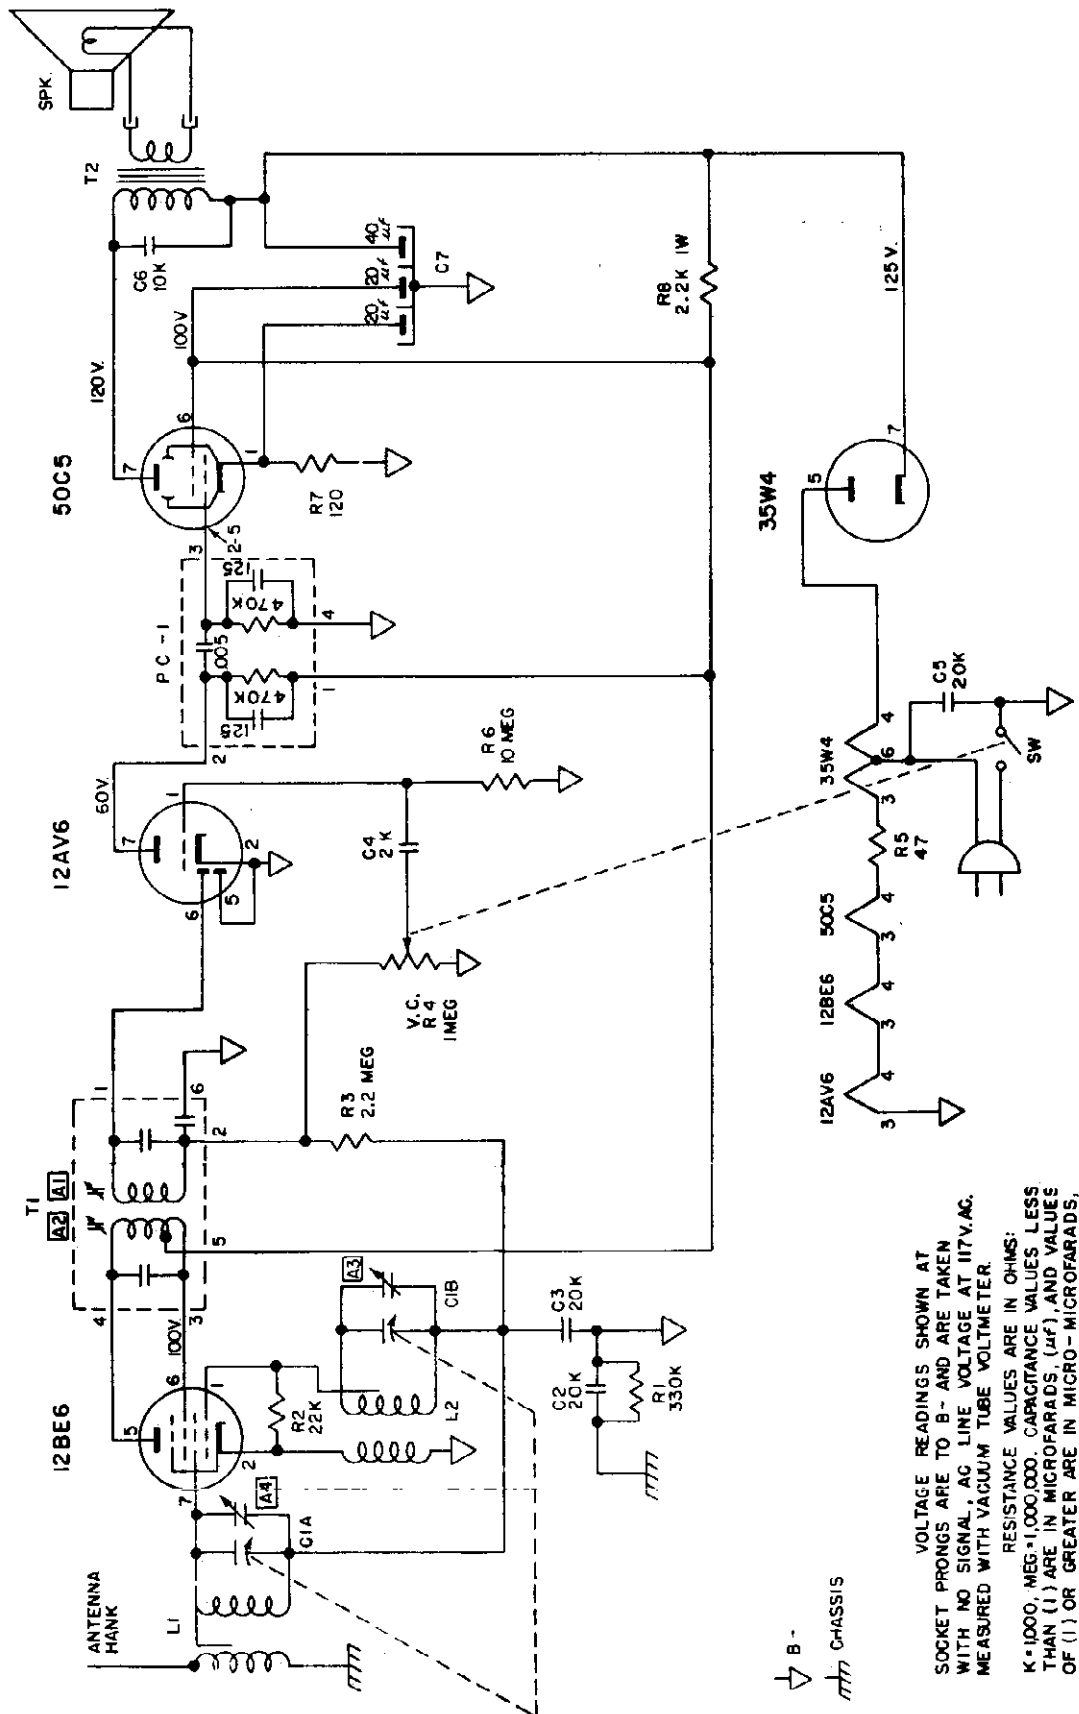 SPK.
T2
C6
10K
120V.
100V
20
µf
20
µf
40
µf
C7
R8
2.2K 1W
125V.
50C5
7
6
1
3
2-5
R7
120
35W4
5
7
PC-1
.005
125
470K
470K
125
4
1
2
60V.
12AV6
7
1
2
5
6
R6
10 MEG
C4
2K
V.C.
R4
1MEG
35W4
4
6
3
C5
20K
SW
R5
47
50C5
4
3
12BE6
4
3
12AV6
4
3
T1
A2
A1
1
6
2
5
4
3
R3
2.2 MEG
100V
12BE6
5
6
1
2
7
R2
22K
A3
C1B
L2
A4
C1A
C3
20K
C2
20K
R1
330K
ANTENNA
HANK
L1
B-
CHASSIS
VOLTAGE READINGS SHOWN AT
SOCKET PRONGS ARE TO B- AND ARE TAKEN
WITH NO SIGNAL, AC LINE VOLTAGE AT 117V. AC.
MEASURED WITH VACUUM TUBE VOLTMETER.
RESISTANCE VALUES ARE IN OHMS:
K=1,000, MEG.=1,000,000. CAPACITANCE VALUES LESS
THAN (1) ARE IN MICROFARADS, (µf), AND VALUES
OF (1) OR GREATER ARE IN MICRO-MICROFARADS,